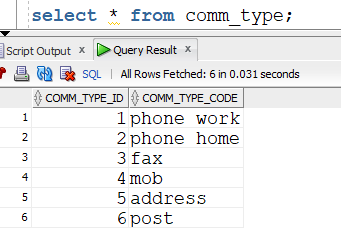 select * from comm_type;
Script Output × Query Result ×
SQL | All Rows Fetched: 6 in 0.031 seconds
COMM_TYPE_ID COMM_TYPE_CODE
1 1 phone work
2 2 phone home
3 3 fax
4 4 mob
5 5 address
6 6 post